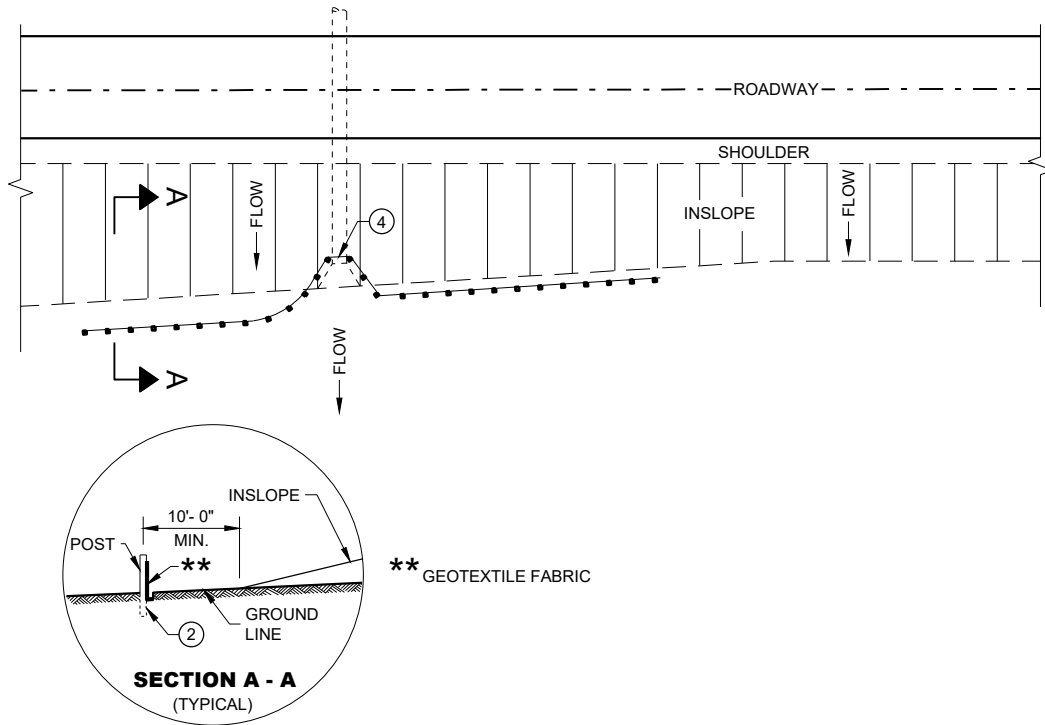 ROADWAY
SHOULDER
A
FLOW
4
INSLOPE
FLOW
A
FLOW
INSLOPE
10'- 0"
MIN.
POST
**
** GEOTEXTILE FABRIC
GROUND
LINE
2
SECTION A - A
(TYPICAL)